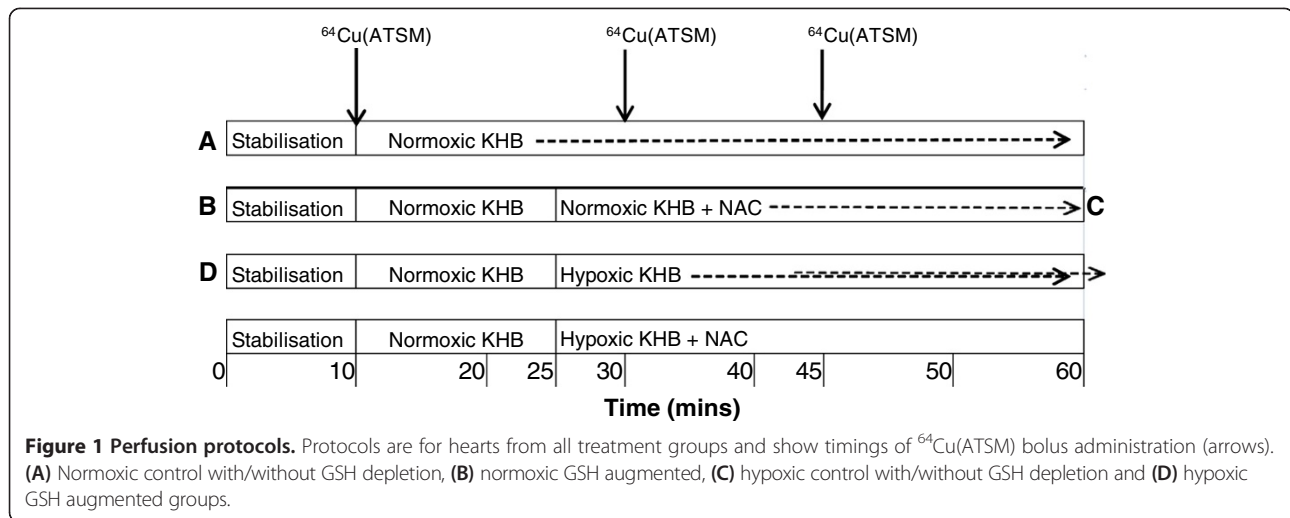 ⁶⁴Cu(ATSM) ⁶⁴Cu(ATSM) ⁶⁴Cu(ATSM)
A Stabilisation Normoxic KHB
B Stabilisation Normoxic KHB Normoxic KHB + NAC C
D Stabilisation Normoxic KHB Hypoxic KHB
Stabilisation Normoxic KHB Hypoxic KHB + NAC
0 10 20 25 30 40 45 50 60
Time (mins)
Figure 1 Perfusion protocols. Protocols are for hearts from all treatment groups and show timings of ⁶⁴Cu(ATSM) bolus administration (arrows).
(A) Normoxic control with/without GSH depletion, (B) normoxic GSH augmented, (C) hypoxic control with/without GSH depletion and (D) hypoxic
GSH augmented groups.